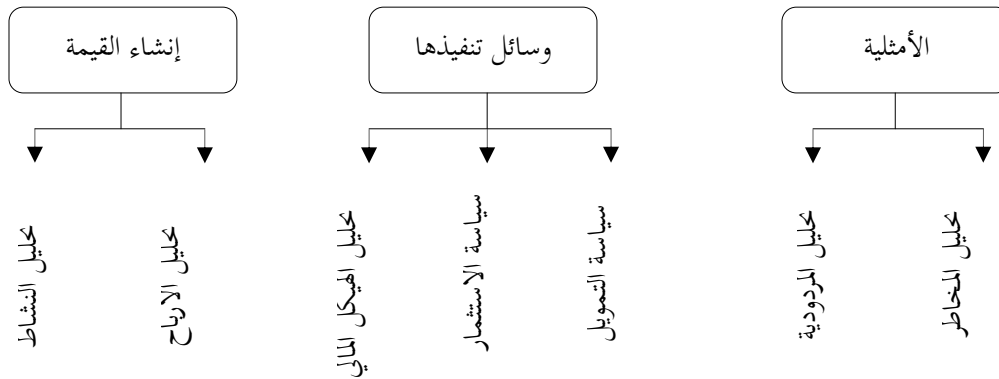 الأمثلية
وسائل تنفيذها
إنشاء القيمة
تحليل المخاطر
تحليل المردودية
سياسة التمويل
سياسة الاستثمار
تحليل الهيكل المالي
تحليل الارباح
تحليل النشاط